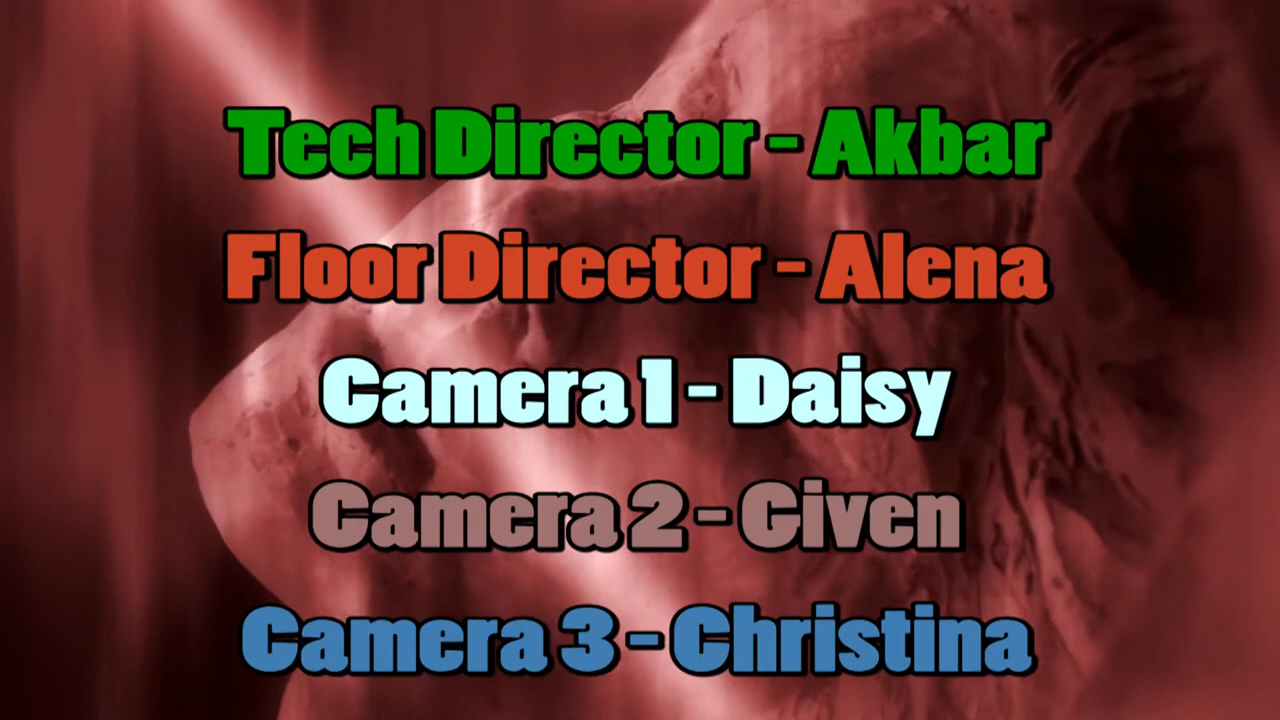 Tech Director - Akbar
Floor Director - Alena
Camera 1 - Daisy
Camera 2 - Given
Camera 3 - Christina